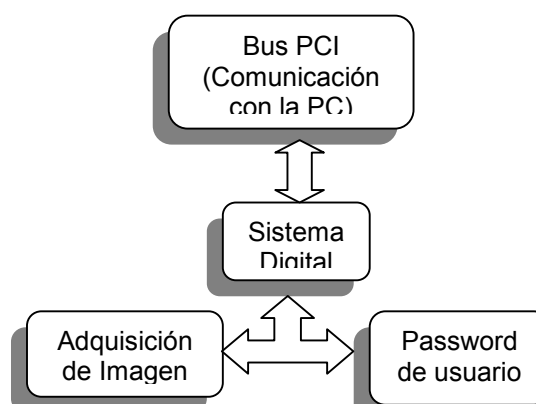 Bus PCI
(Comunicación
con la PC)
Sistema
Digital
Adquisición
de Imagen
Password
de usuario